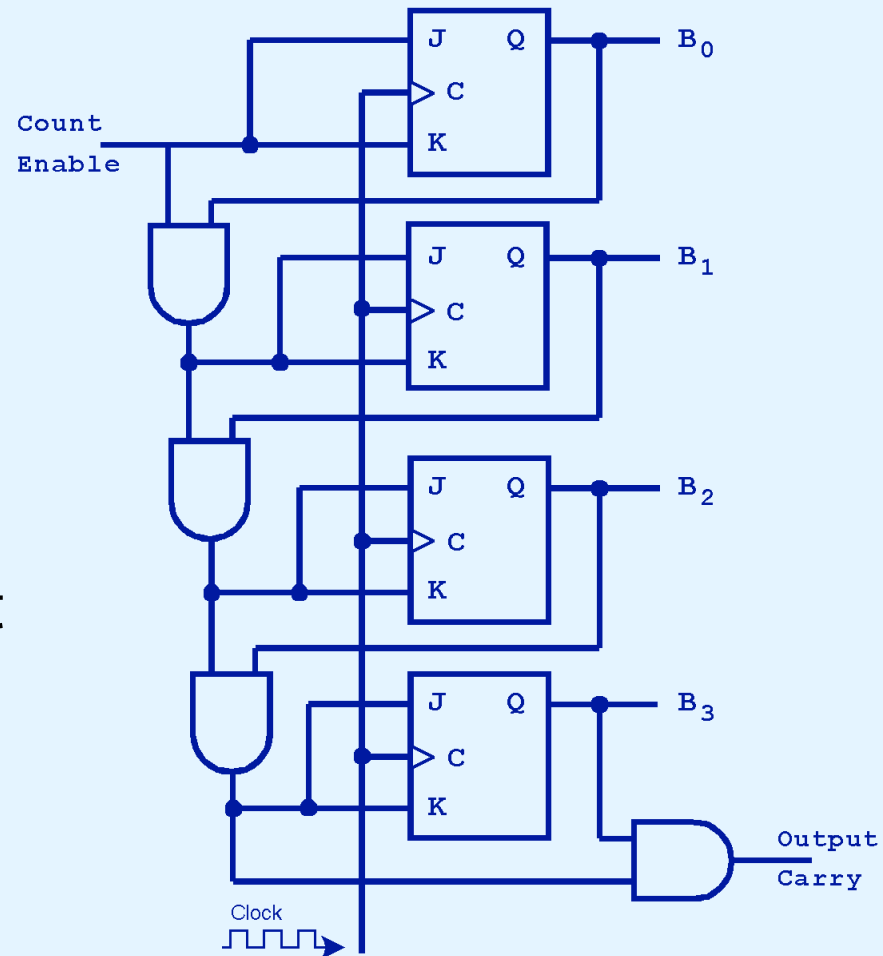 J Q B0
C
Count
Enable
K
J Q B1
C
K
J Q B2
C
K
J Q B3
C
K
Output
Carry
Clock